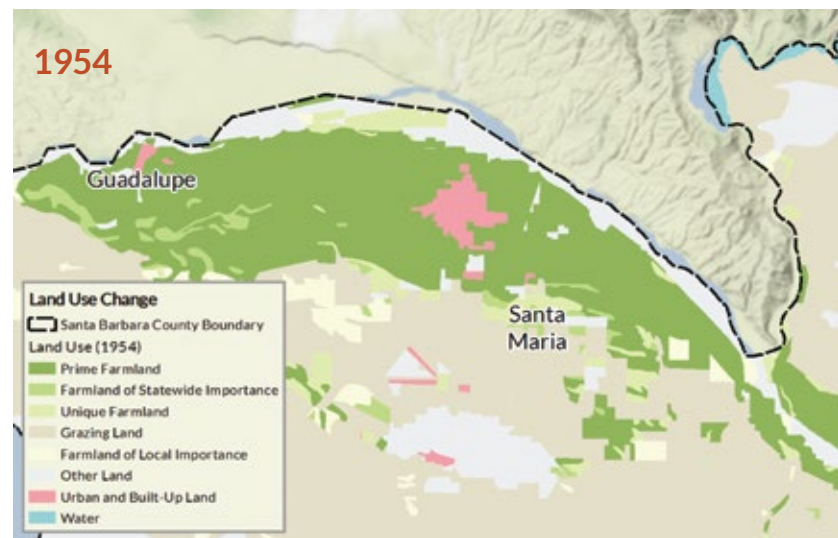 1954
Guadalupe
Santa
Maria
Land Use Change
Santa Barbara County Boundary
Land Use (1954)
Prime Farmland
Farmland of Statewide Importance
Unique Farmland
Grazing Land
Farmland of Local Importance
Other Land
Urban and Built-Up Land
Water